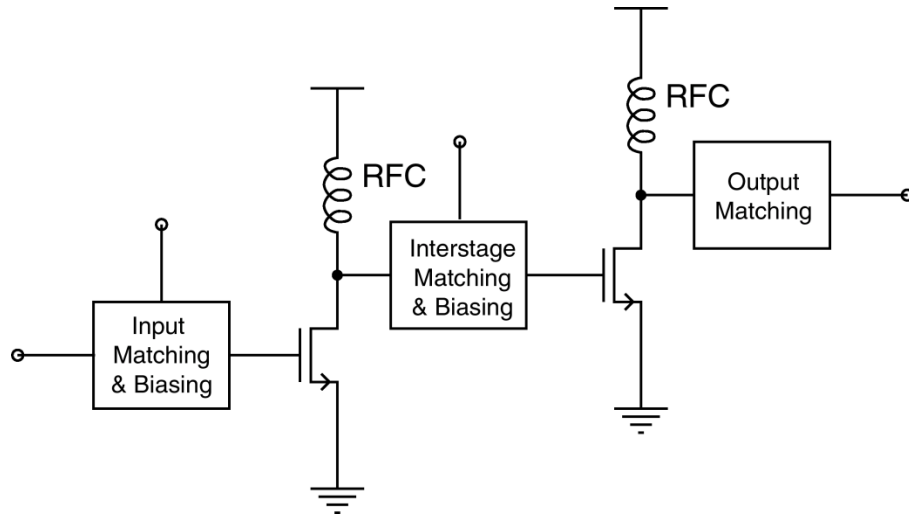 Input
Matching
& Biasing
RFC
Interstage
Matching
& Biasing
RFC
Output
Matching